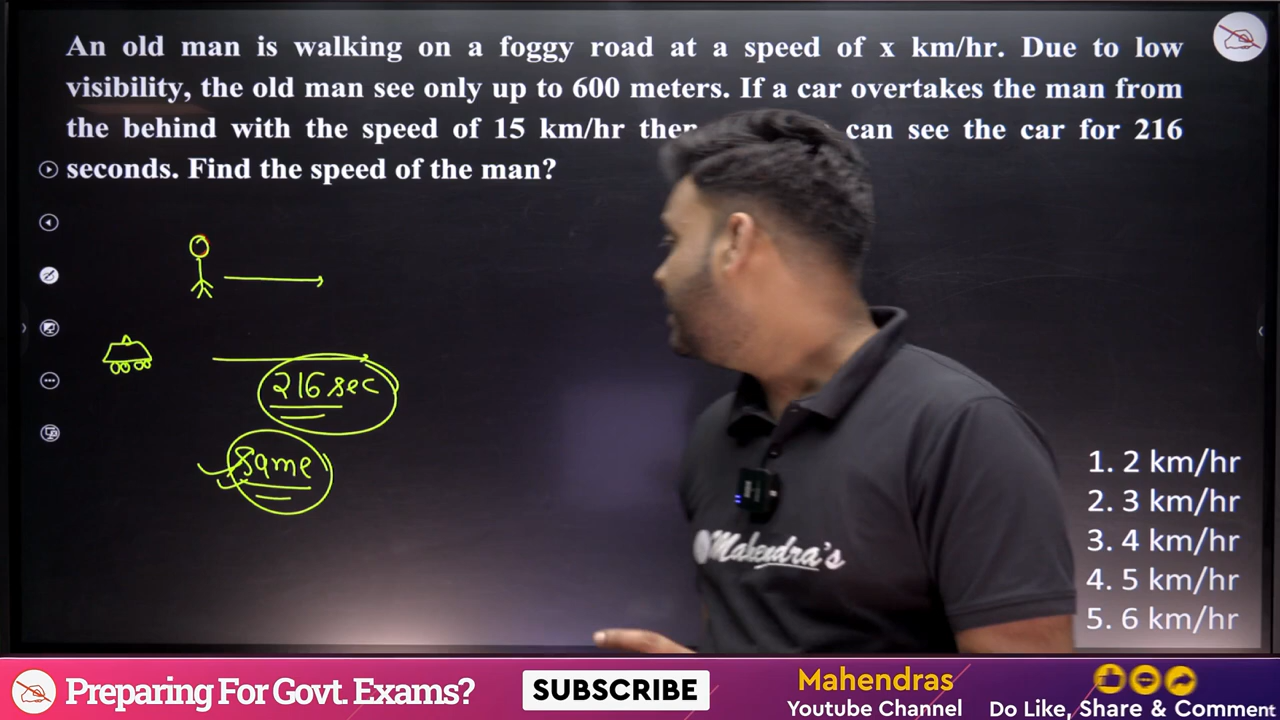 An old man is walking on a foggy road at a speed of x km/hr. Due to low
visibility, the old man see only up to 600 meters. If a car overtakes the man from
the behind with the speed of 15 km/hr then can see the car for 216
seconds. Find the speed of the man?
216 sec
same
1. 2 km/hr
2. 3 km/hr
3. 4 km/hr
4. 5 km/hr
5. 6 km/hr
Mahendra's
Preparing For Govt. Exams?
SUBSCRIBE
Mahendras
Youtube Channel
Do Like, Share & Comment